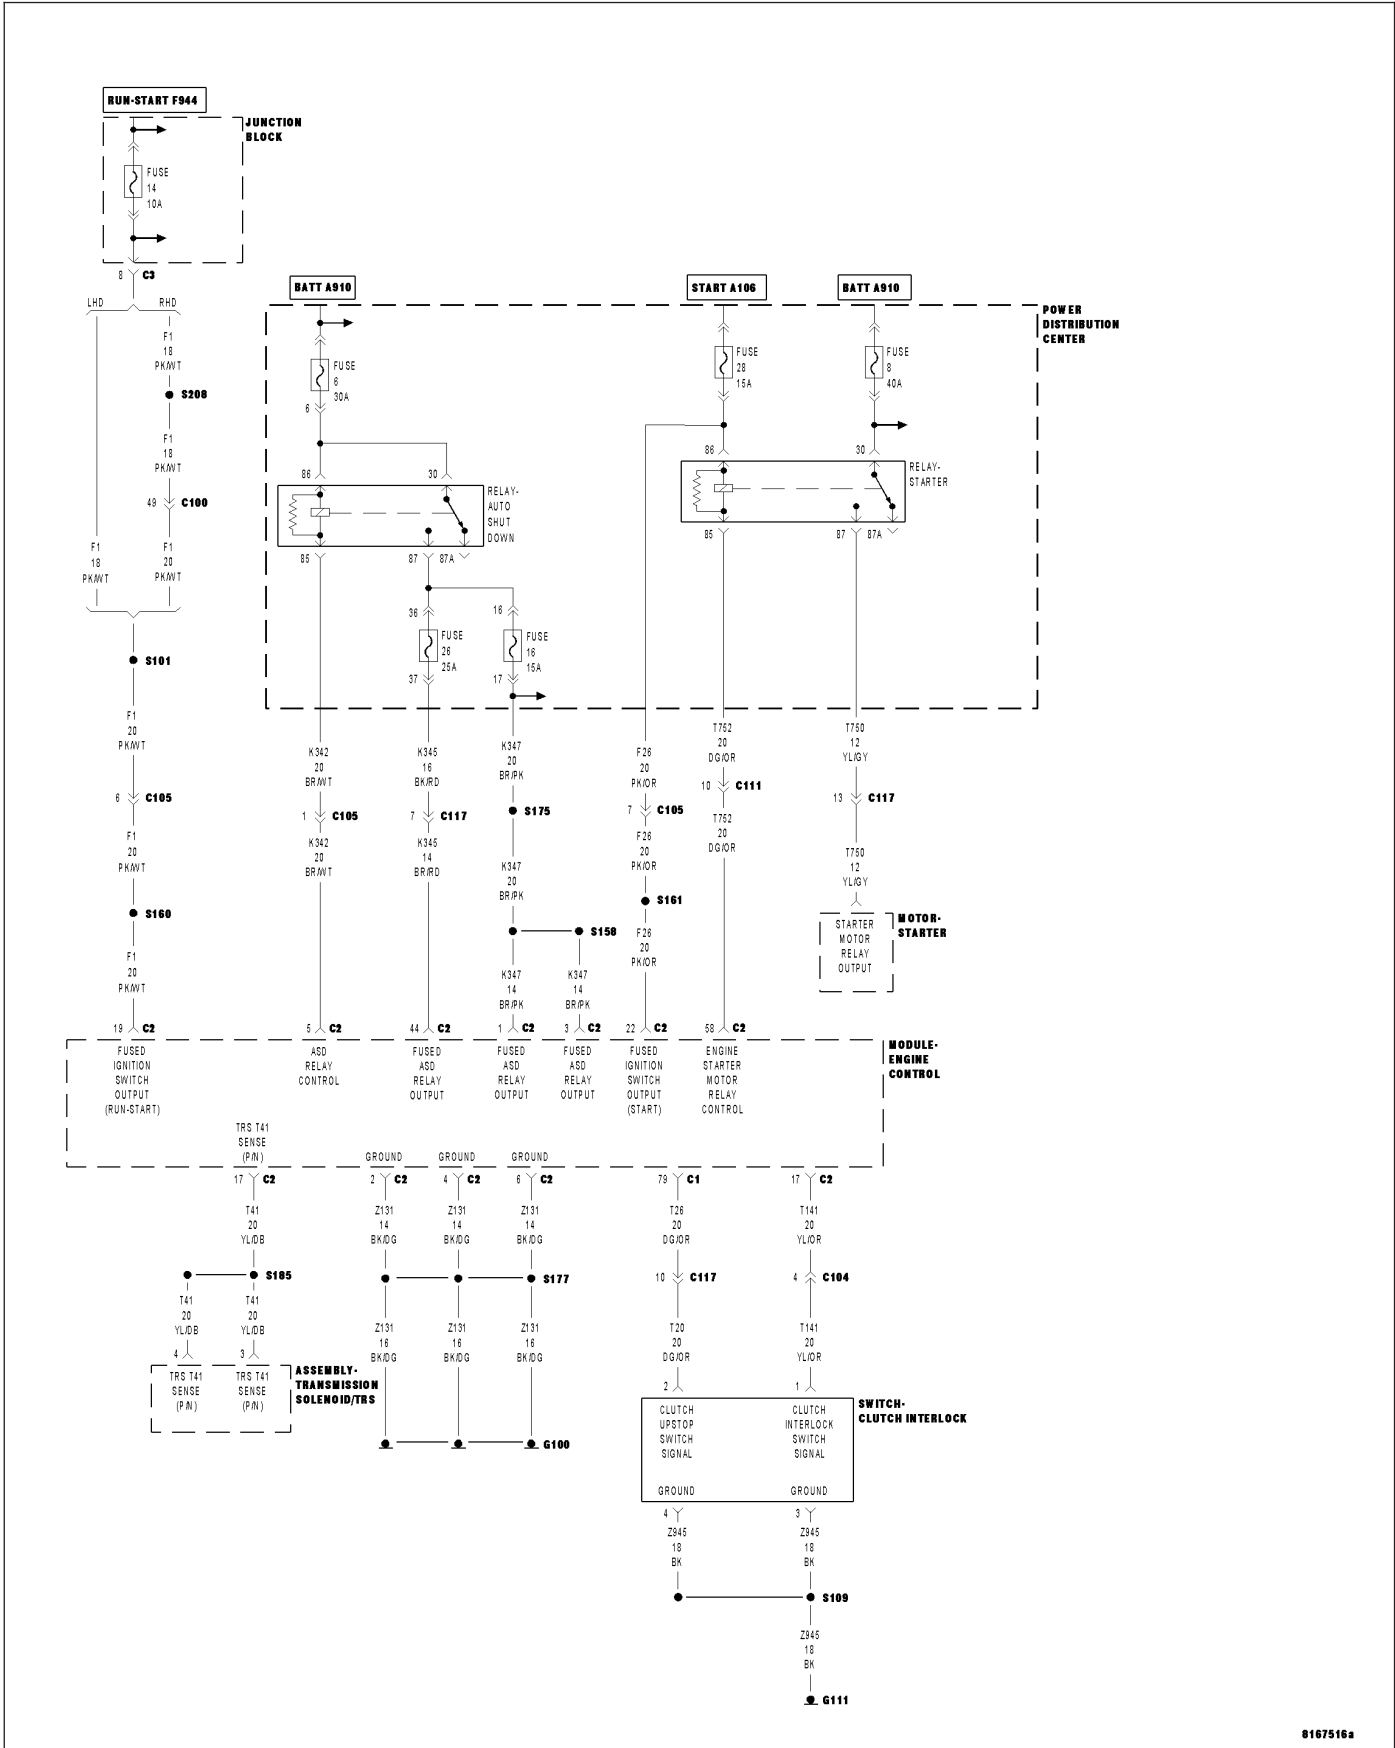 RUN-START F944
JUNCTION
BLOCK
FUSE
14
10A
8 C3
LHD RHD
F1
18
PK/WT
S208
F1
18
PK/WT
49 C100
F1
18
PK/WT
F1
20
PK/WT
S101
F1
20
PK/WT
6 C105
F1
20
PK/WT
S160
F1
20
PK/WT
19 C2
BATT A910
START A106
BATT A910
POWER
DISTRIBUTION
CENTER
FUSE
6
30A
6
86 30
RELAY-
AUTO
SHUT
DOWN
85 87 87A
36
FUSE
26
25A
37
16
FUSE
16
15A
17
FUSE
28
15A
FUSE
8
40A
86 30
RELAY-
STARTER
85 87 87A
K342
20
BR/WT
1 C105
K342
20
BR/WT
5 C2
K345
16
BK/RD
7 C117
K345
14
BR/RD
44 C2
K347
20
BR/PK
S175
K347
20
BR/PK
S158
K347
14
BR/PK
1 C2
K347
14
BR/PK
3 C2
F26
20
PK/OR
7 C105
F26
20
PK/OR
S161
F26
20
PK/OR
22 C2
T752
20
DG/OR
10 C111
T752
20
DG/OR
58 C2
T750
12
YL/GY
13 C117
T750
12
YL/GY
STARTER
MOTOR
RELAY
OUTPUT
MOTOR-
STARTER
MODULE-
ENGINE
CONTROL
FUSED
IGNITION
SWITCH
OUTPUT
(RUN-START)
ASD
RELAY
CONTROL
FUSED
ASD
RELAY
OUTPUT
FUSED
ASD
RELAY
OUTPUT
FUSED
ASD
RELAY
OUTPUT
FUSED
IGNITION
SWITCH
OUTPUT
(START)
ENGINE
STARTER
MOTOR
RELAY
CONTROL
TRS T41
SENSE
(P/N)
GROUND GROUND GROUND
17 C2
T41
20
YL/DB
S185
T41
20
YL/DB
4
T41
20
YL/DB
3
TRS T41
SENSE
(P/N)
TRS T41
SENSE
(P/N)
ASSEMBLY-
TRANSMISSION
SOLENOID/TRS
2 C2
Z131
14
BK/DG
4 C2
Z131
14
BK/DG
6 C2
Z131
14
BK/DG
S177
Z131
16
BK/DG
Z131
16
BK/DG
Z131
16
BK/DG
G100
79 C1
T26
20
DG/OR
10 C117
T20
20
DG/OR
2
17 C2
T141
20
YL/OR
4 C104
T141
20
YL/OR
1
CLUTCH
UPSTOP
SWITCH
SIGNAL
CLUTCH
INTERLOCK
SWITCH
SIGNAL
SWITCH-
CLUTCH INTERLOCK
GROUND GROUND
4
Z945
18
BK
3
Z945
18
BK
S109
Z945
18
BK
G111
8167516a